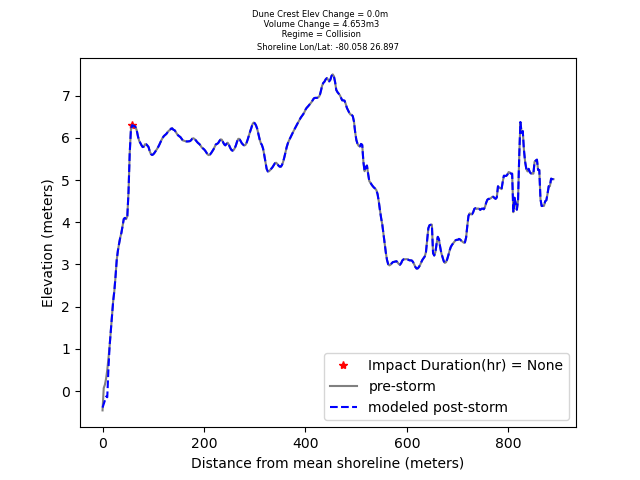 Dune Crest Elev Change = 0.0m
Volume Change = 4.653m3
Regime = Collision
Shoreline Lon/Lat: -80.058 26.897
7
6
5
4
3
2
1
0
Elevation (meters)
Impact Duration(hr) = None
pre-storm
modeled post-storm
0 200 400 600 800
Distance from mean shoreline (meters)